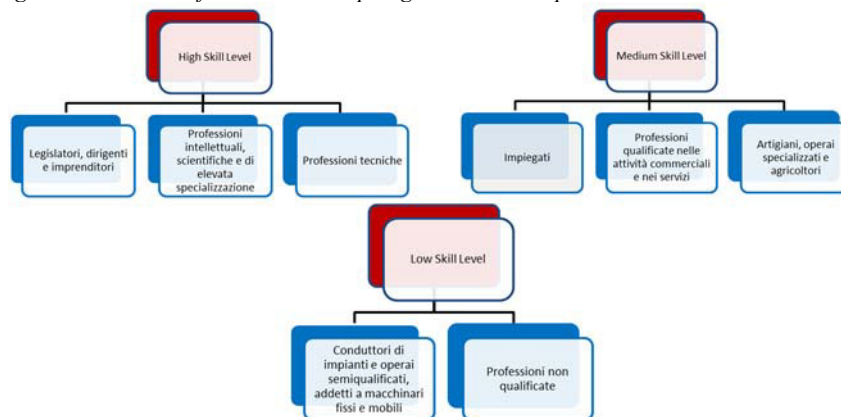 High Skill Level
Legislatori, dirigenti
e imprenditori
Professioni
intellettuali,
scientifiche e di
elevata
specializzazione
Professioni tecniche
Medium Skill Level
Impiegati
Professioni
qualificate nelle
attività commerciali
e nei servizi
Artigiani, operai
specializzati e
agricoltori
Low Skill Level
Conduttori di
impianti e operai
semiqualificati,
addetti a macchinari
fissi e mobili
Professioni non
qualificate